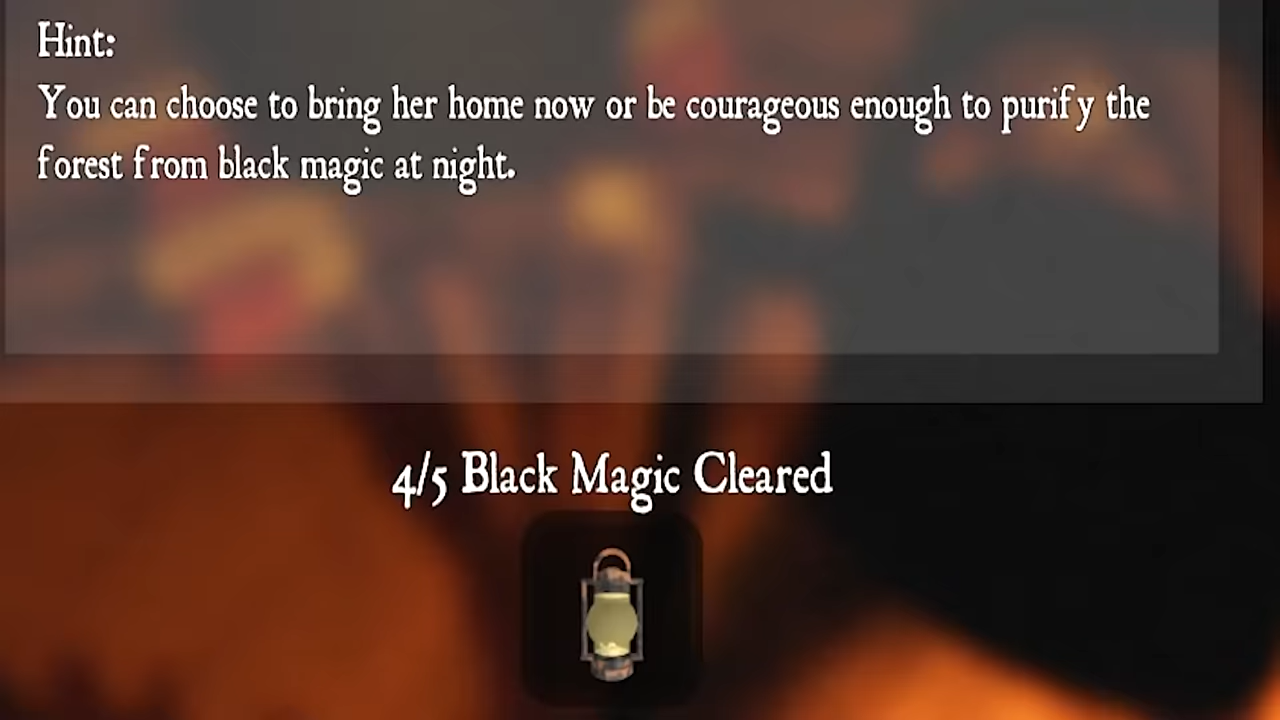 Hint:
You can choose to bring her home now or be courageous enough to purify the
forest from black magic at night.
4/5 Black Magic Cleared